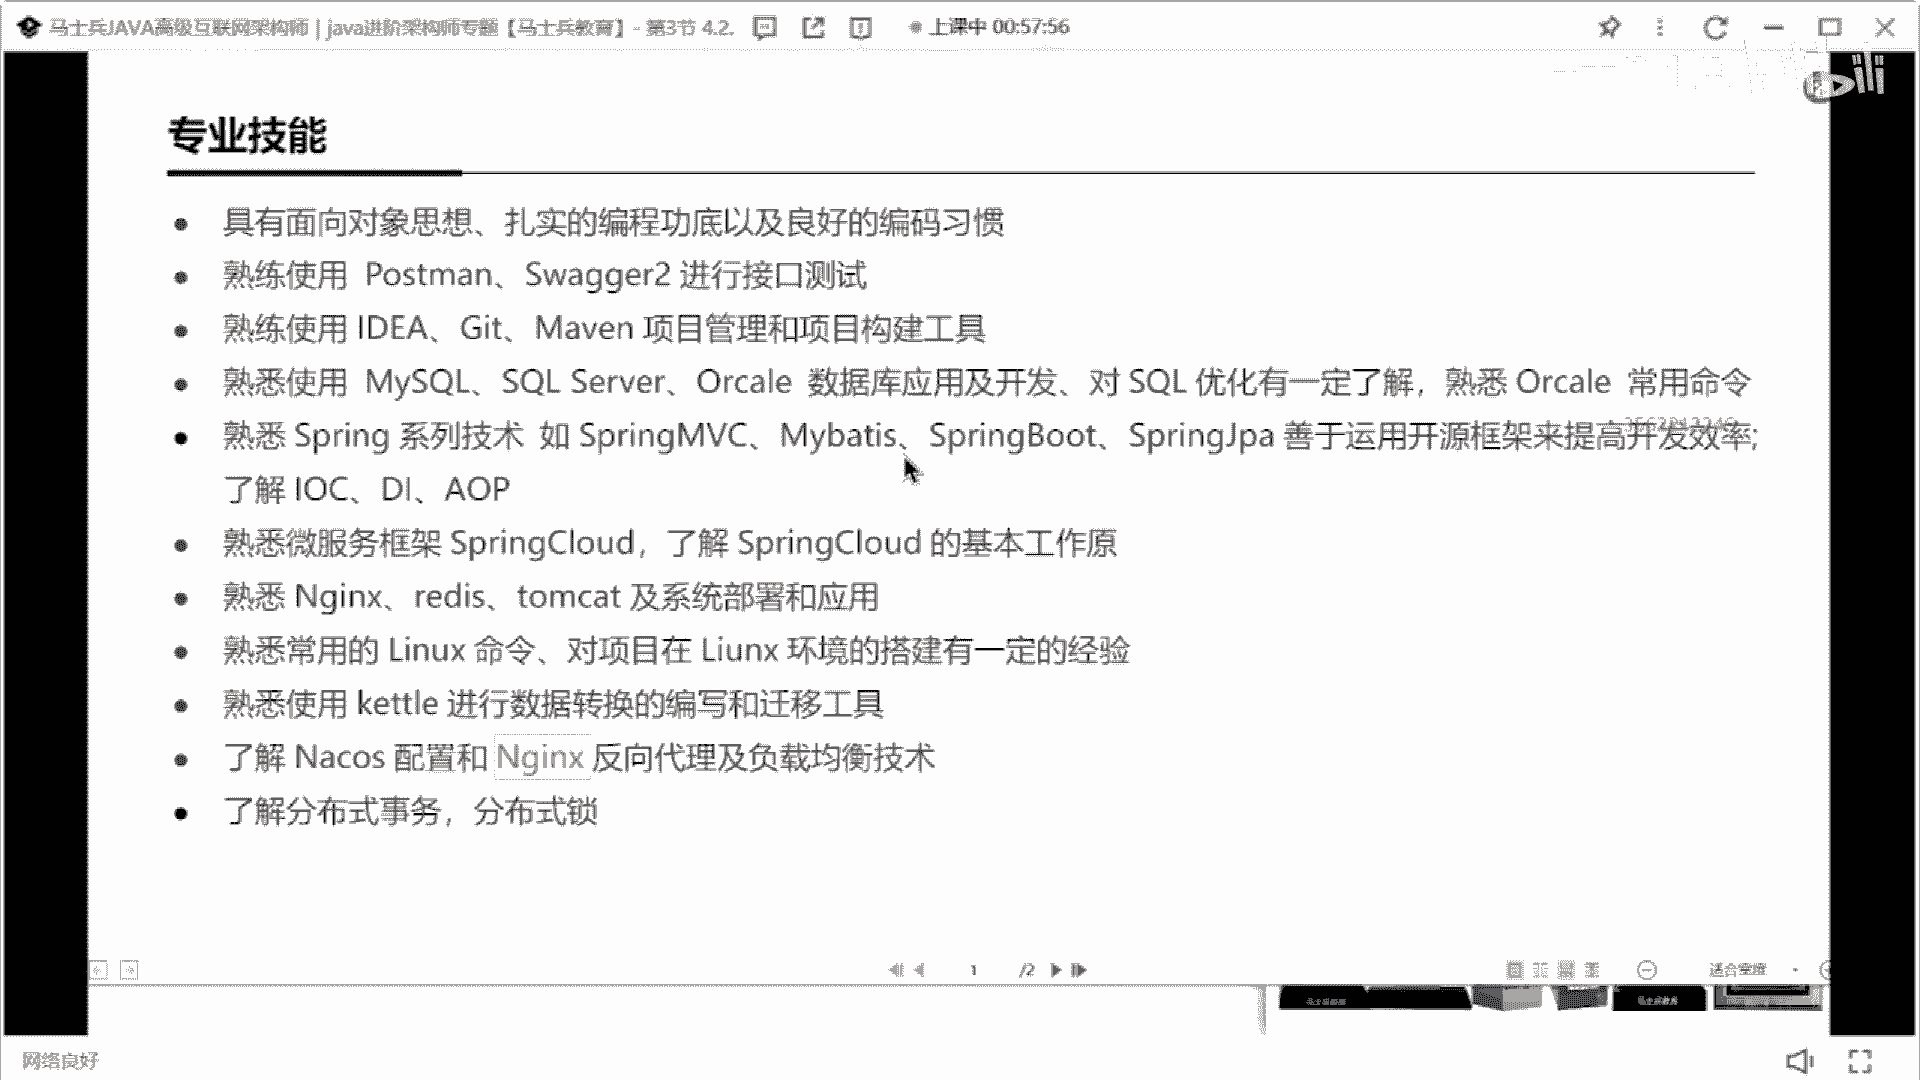 马士兵JAVA高级互联网架构师｜java进阶架构师专题【马士兵教育】- 第3节 4.2.
上课中 00:57:56
专业技能
● 具有面向对象思想、扎实的编程功底以及良好的编码习惯
● 熟练使用 Postman、Swagger2 进行接口测试
● 熟练使用 IDEA、Git、Maven 项目管理和项目构建工具
● 熟悉使用 MySQL、SQL Server、Orcale 数据库应用及开发、对 SQL 优化有一定了解，熟悉 Orcale 常用命令
● 熟悉 Spring 系列技术 如 SpringMVC、Mybatis、SpringBoot、SpringJpa 善于运用开源框架来提高开发效率;
了解 IOC、DI、AOP
● 熟悉微服务框架 SpringCloud，了解 SpringCloud 的基本工作原
● 熟悉 Nginx、redis、tomcat 及系统部署和应用
● 熟悉常用的 Linux 命令、对项目在 Liunx 环境的搭建有一定的经验
● 熟悉使用 kettle 进行数据转换的编写和迁移工具
● 了解 Nacos 配置和 Nginx 反向代理及负载均衡技术
● 了解分布式事务，分布式锁
1 /2
适合宽度
网络良好